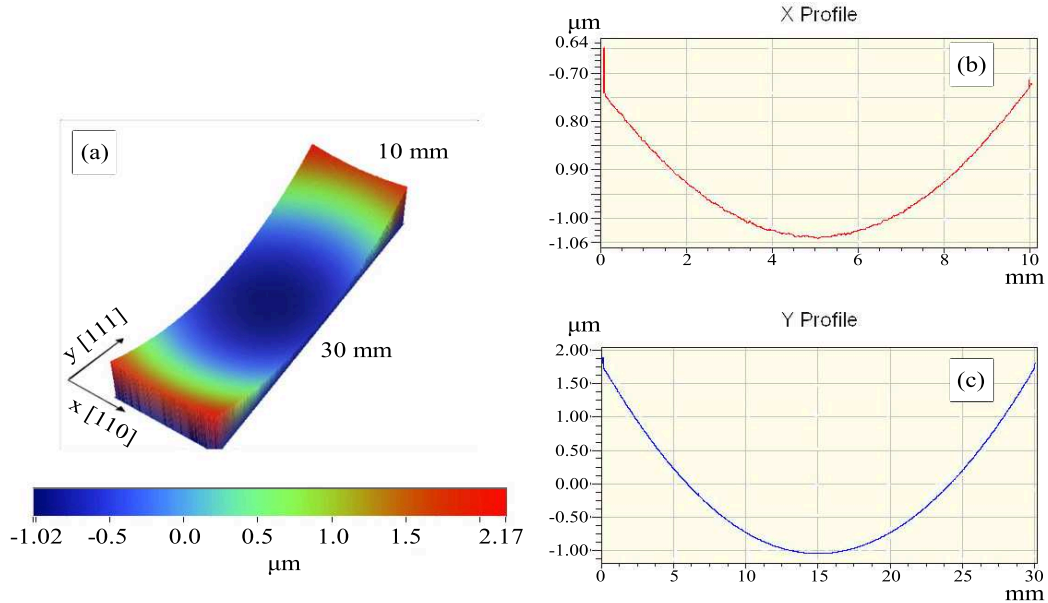 (a)
10 mm
30 mm
y [111]
x [110]
-1.02 -0.5 0.0 0.5 1.0 1.5 2.17
μm
X Profile
μm
(b)
0.64
-0.70
0.80
0.90
-1.00
-1.06
0 2 4 6 8 10
mm
Y Profile
μm
(c)
2.00
1.50
1.00
0.50
0.00
-0.50
-1.00
0 5 10 15 20 25 30
mm